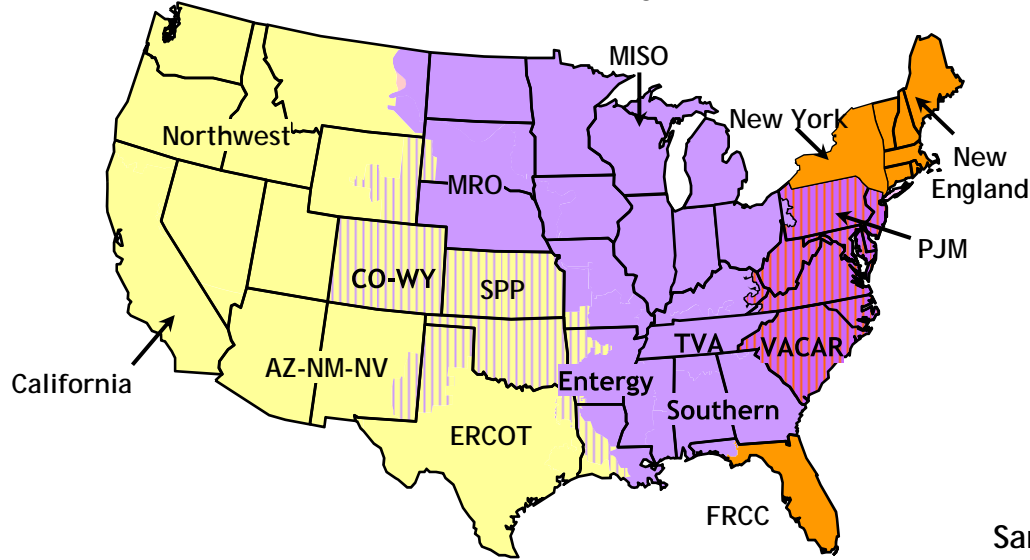 MISO
New York
Northwest
New
England
MRO
PJM
CO-WY
SPP
TVA
VACAR
California
AZ-NM-NV
Entergy
Southern
ERCOT
FRCC